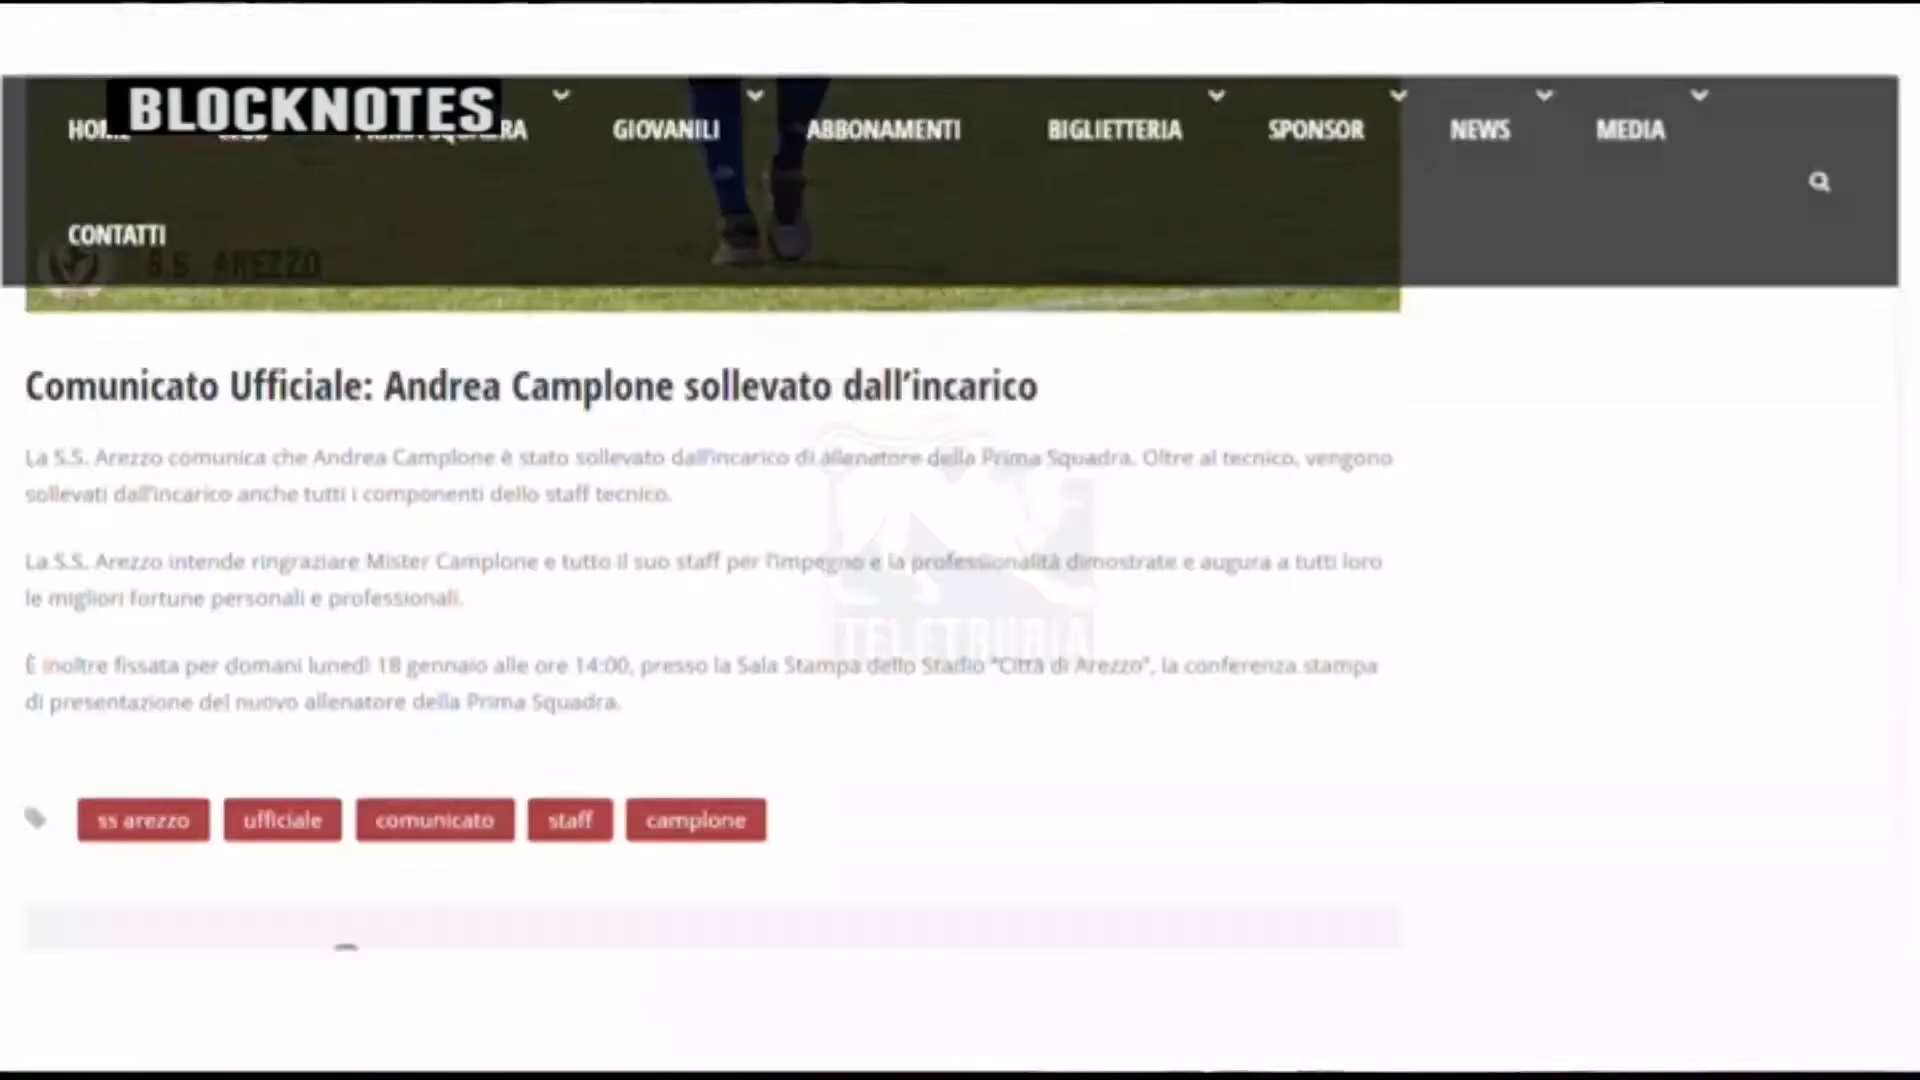 BLOCKNOTES
GIOVANILI
ABBONAMENTI
BIGLIETTERIA
SPONSOR
NEWS
MEDIA
CONTATTI
S.S. AREZZO
Comunicato Ufficiale: Andrea Camplone sollevato dall’incarico
La S.S. Arezzo comunica che Andrea Camplone è stato sollevato dall’incarico di allenatore della Prima Squadra. Oltre al tecnico, vengono
sollevati dall’incarico anche tutti i componenti dello staff tecnico.
La S.S. Arezzo intende ringraziare Mister Camplone e tutto il suo staff per l’impegno e la professionalità dimostrate e augura a tutti loro
le migliori fortune personali e professionali.
È inoltre fissata per domani lunedì 18 gennaio alle ore 14:00, presso la Sala Stampa dello Stadio “Città di Arezzo”, la conferenza stampa
di presentazione del nuovo allenatore della Prima Squadra.
TELETRURIA
ss arezzo
ufficiale
comunicato
staff
camplone